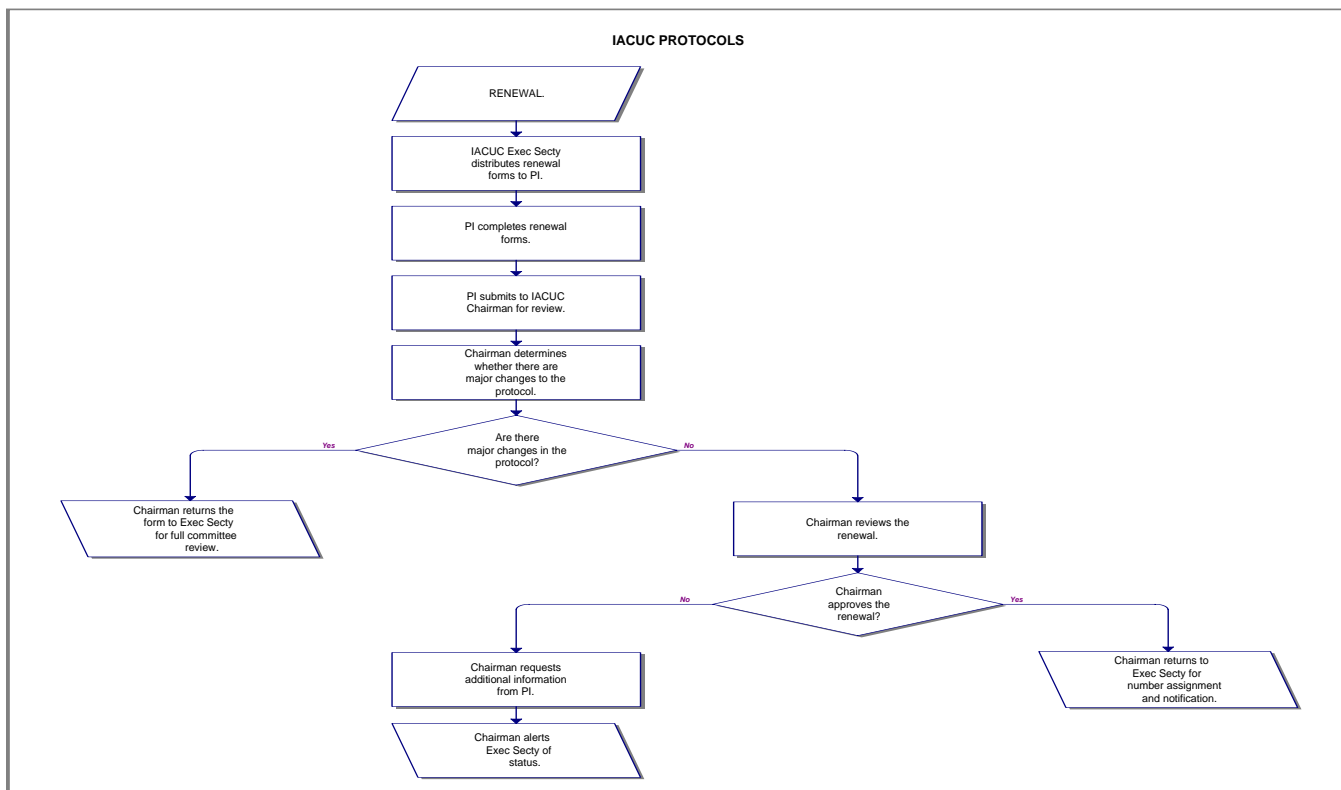 IACUC PROTOCOLS
RENEWAL.
IACUC Exec Secty
distributes renewal
forms to PI.
PI completes renewal
forms.
PI submits to IACUC
Chairman for review.
Chairman determines
whether there are
major changes to the
protocol.
Are there
major changes in the
protocol?
Yes
No
Chairman returns the
form to Exec Secty
for full committee
review.
Chairman reviews the
renewal.
Chairman
approves the
renewal?
No
Yes
Chairman requests
additional information
from PI.
Chairman returns to
Exec Secty for
number assignment
and notification.
Chairman alerts
Exec Secty of
status.